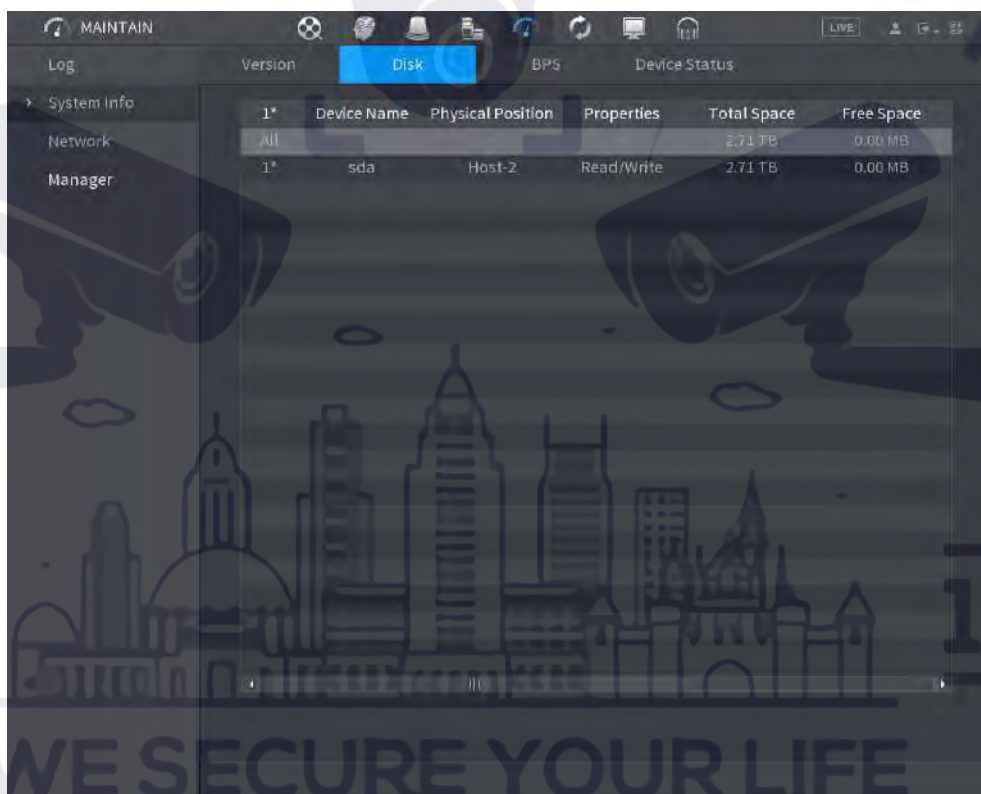 MAINTAIN LIVE
Log Version Disk BPS Device Status
System Info
1* Device Name Physical Position Properties Total Space Free Space
Network All 2.71 TB 0.00 MB
1* sda Host-2 Read/Write 2.71 TB 0.00 MB
Manager
WE SECURE YOUR LIFE